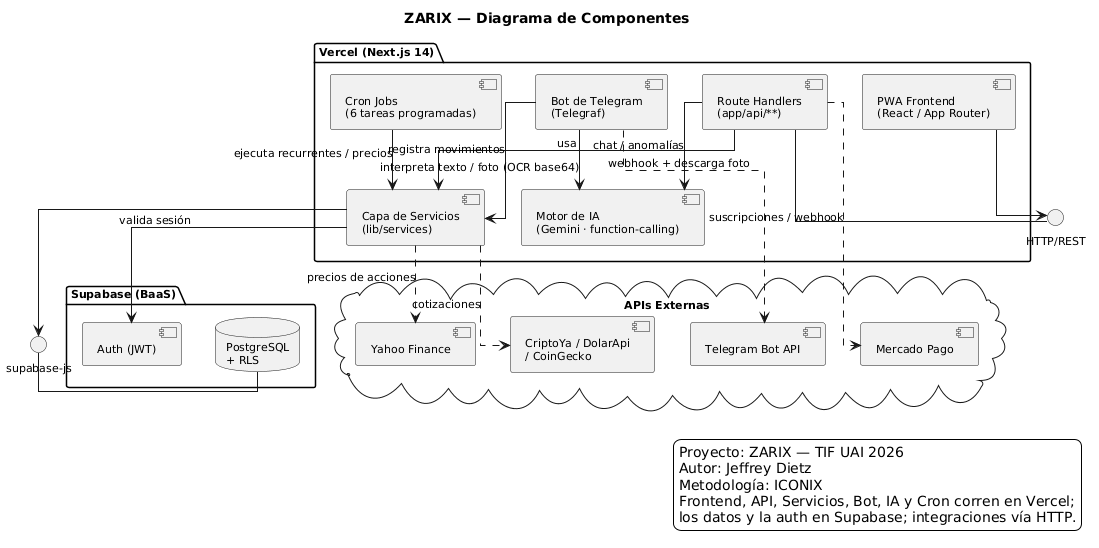 ZARIX — Diagrama de Componentes
Vercel (Next.js 14)
Cron Jobs
(6 tareas programadas)
Bot de Telegram
(Telegraf)
Route Handlers
(app/api/**)
PWA Frontend
(React / App Router)
ejecuta recurrentes / precios
registra movimientos
usa
chat / anomalías
interpreta texto / foto (OCR base64)
webhook + descarga foto
Capa de Servicios
(lib/services)
Motor de IA
(Gemini · function-calling)
suscripciones / webhook
HTTP/REST
valida sesión
precios de acciones
cotizaciones
Supabase (BaaS)
Auth (JWT)
PostgreSQL
+ RLS
supabase-js
APIs Externas
Yahoo Finance
CriptoYa / DolarApi
/ CoinGecko
Telegram Bot API
Mercado Pago
Proyecto: ZARIX — TIF UAI 2026
Autor: Jeffrey Dietz
Metodología: ICONIX
Frontend, API, Servicios, Bot, IA y Cron corren en Vercel;
los datos y la auth en Supabase; integraciones vía HTTP.